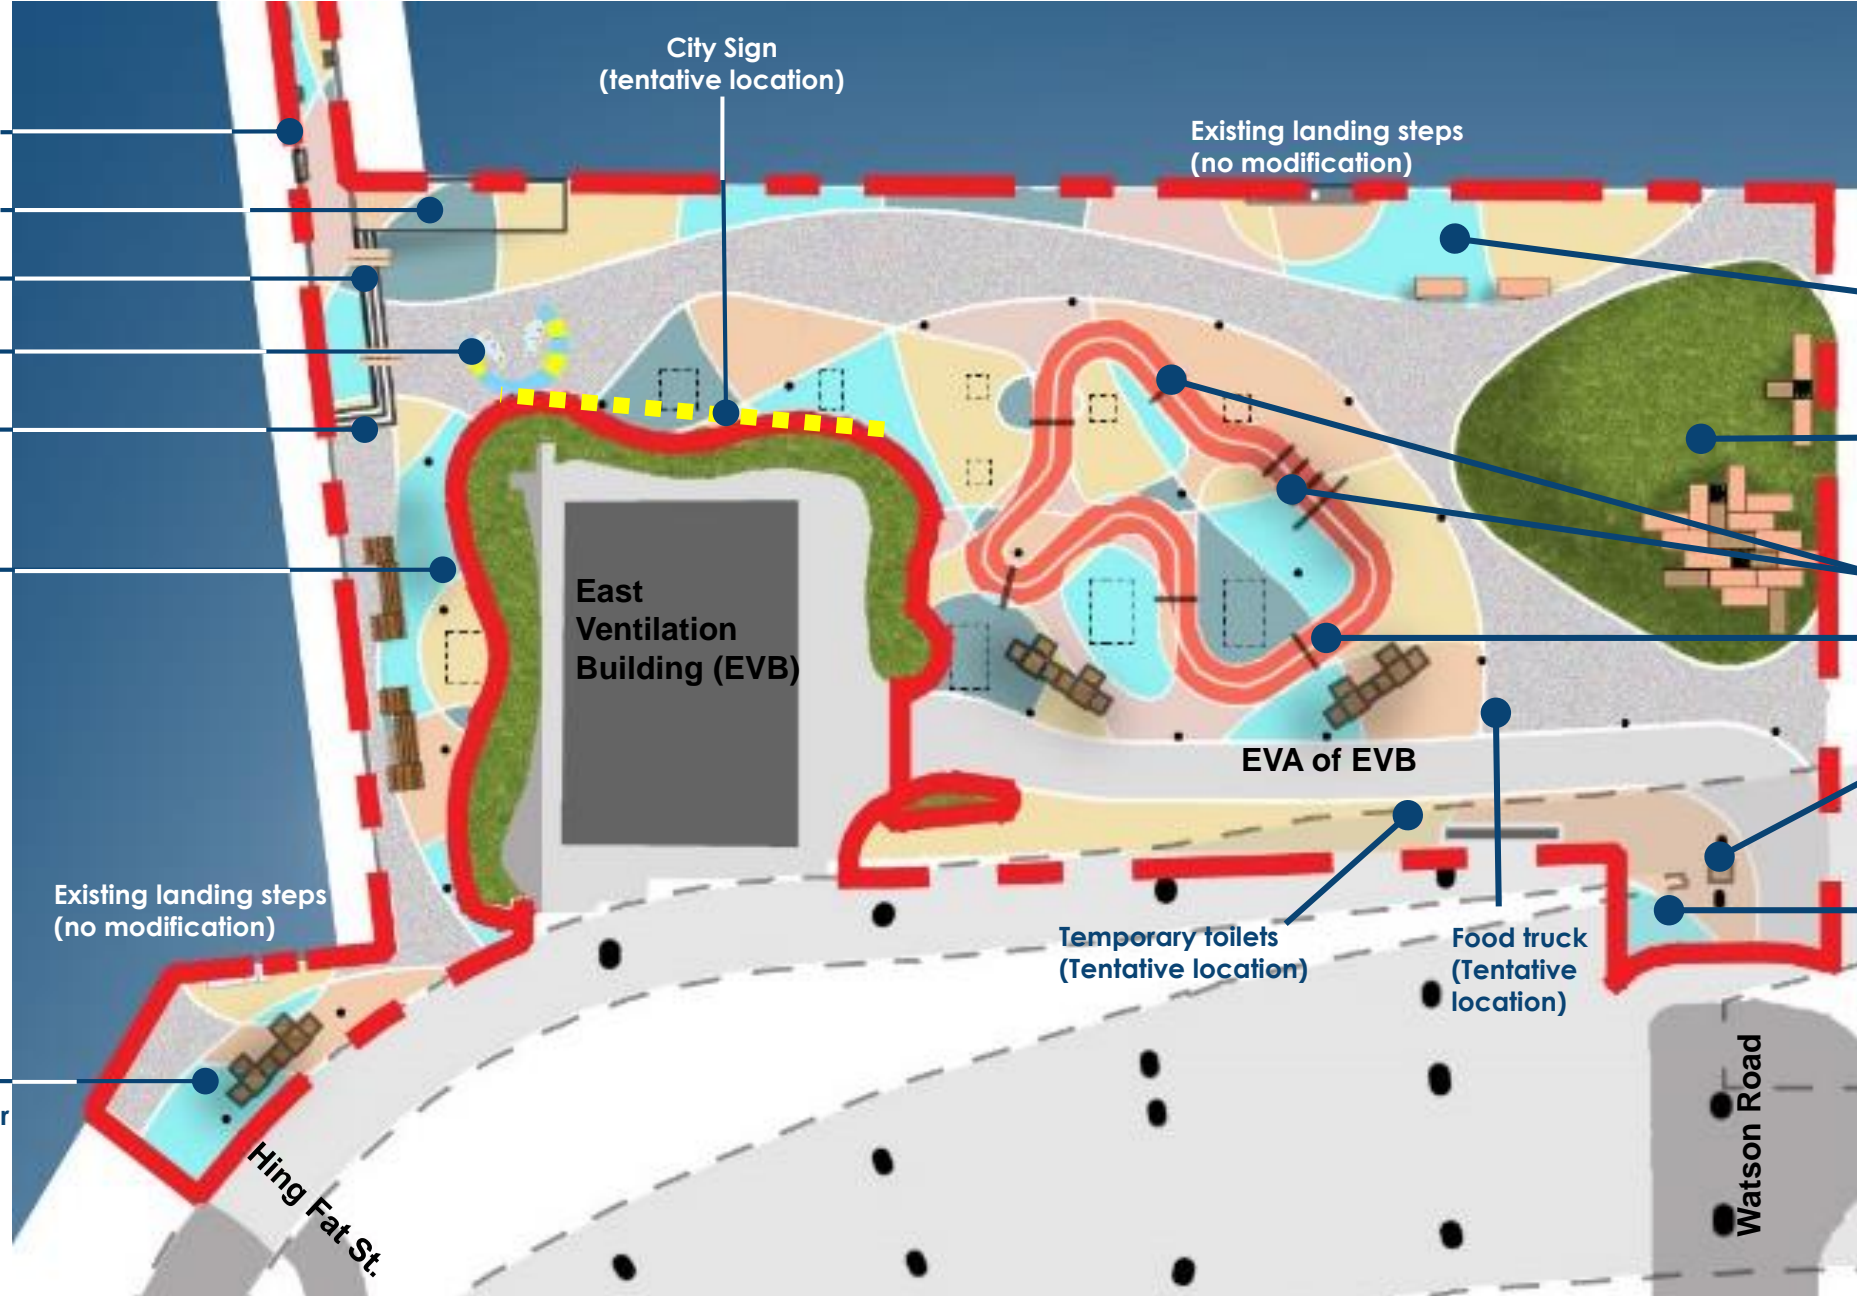 City Sign
(tentative location)
Existing landing steps
(no modification)
East
Ventilation
Building (EVB)
EVA of EVB
Existing landing steps
(no modification)
Temporary toilets
(Tentative location)
Food truck
(Tentative
location)
r
Hing Fat St.
Watson Road